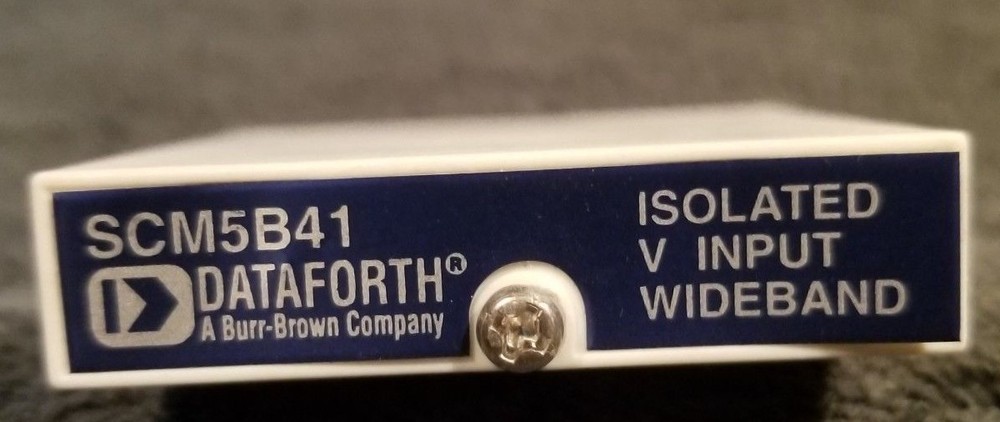 SCM5B41
DATAFORTH®
A Burr-Brown Company
ISOLATED
V INPUT
WIDEBAND